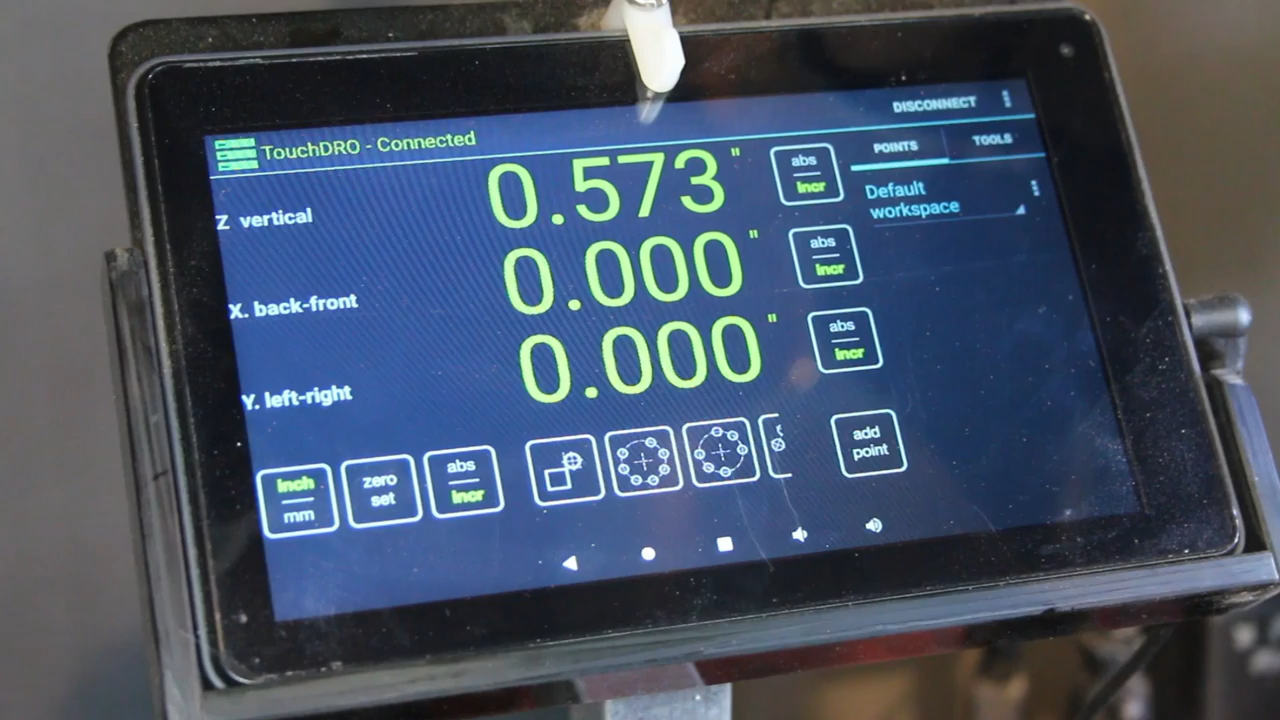 TouchDRO - Connected
DISCONNECT
POINTS
TOOLS
Default
workspace
Z vertical
0.573"
abs
incr
X. back-front
0.000"
abs
incr
Y. left-right
0.000"
abs
incr
inch
mm
zero
set
abs
incr
add
point